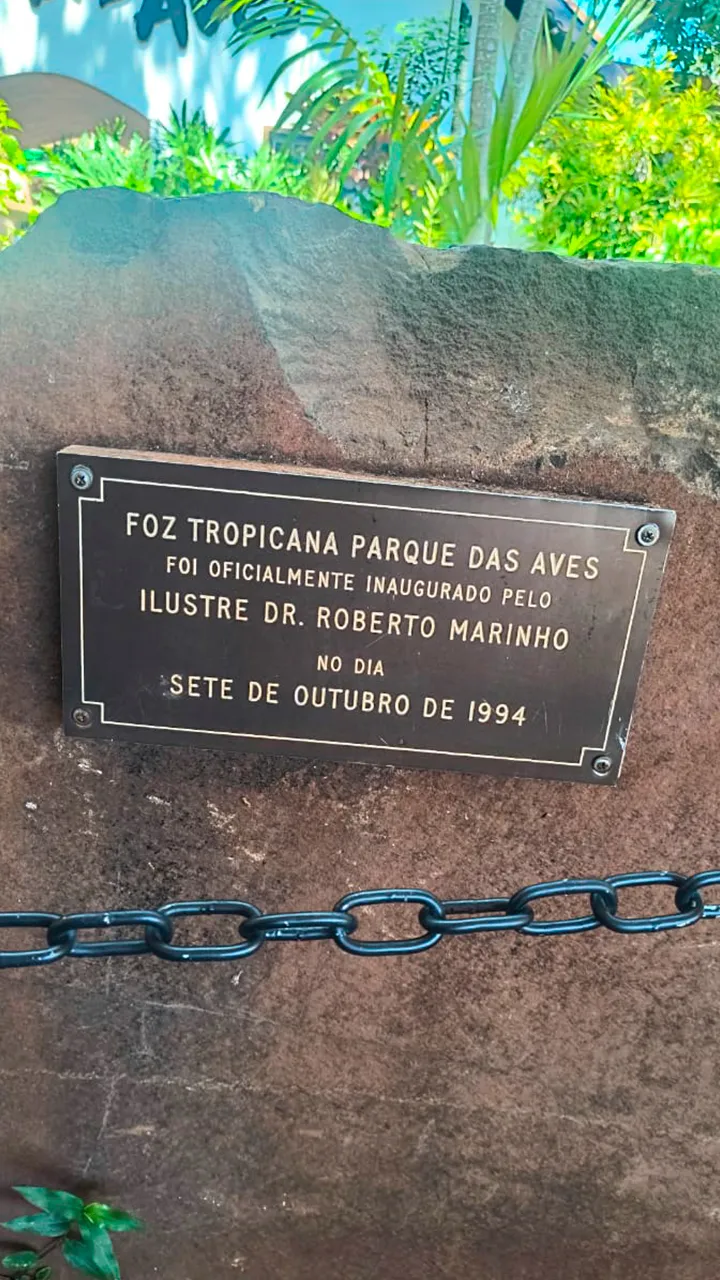 FOZ TROPICANA PARQUE DAS AVES
FOI OFICIALMENTE INAUGURADO PELO
ILUSTRE DR. ROBERTO MARINHO
NO DIA
SETE DE OUTUBRO DE 1994